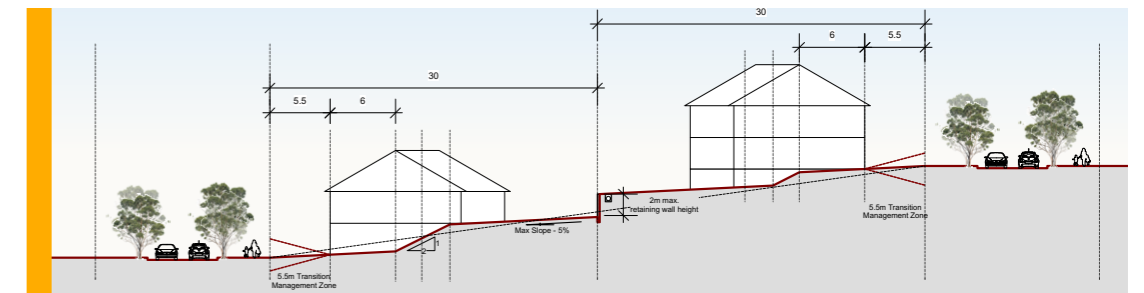 30
6
5.5
30
5.5
6
2m max.
retaining wall height
5.5m Transition
Management Zone
Max Slope - 5%
1
2
5.5m Transition
Management Zone